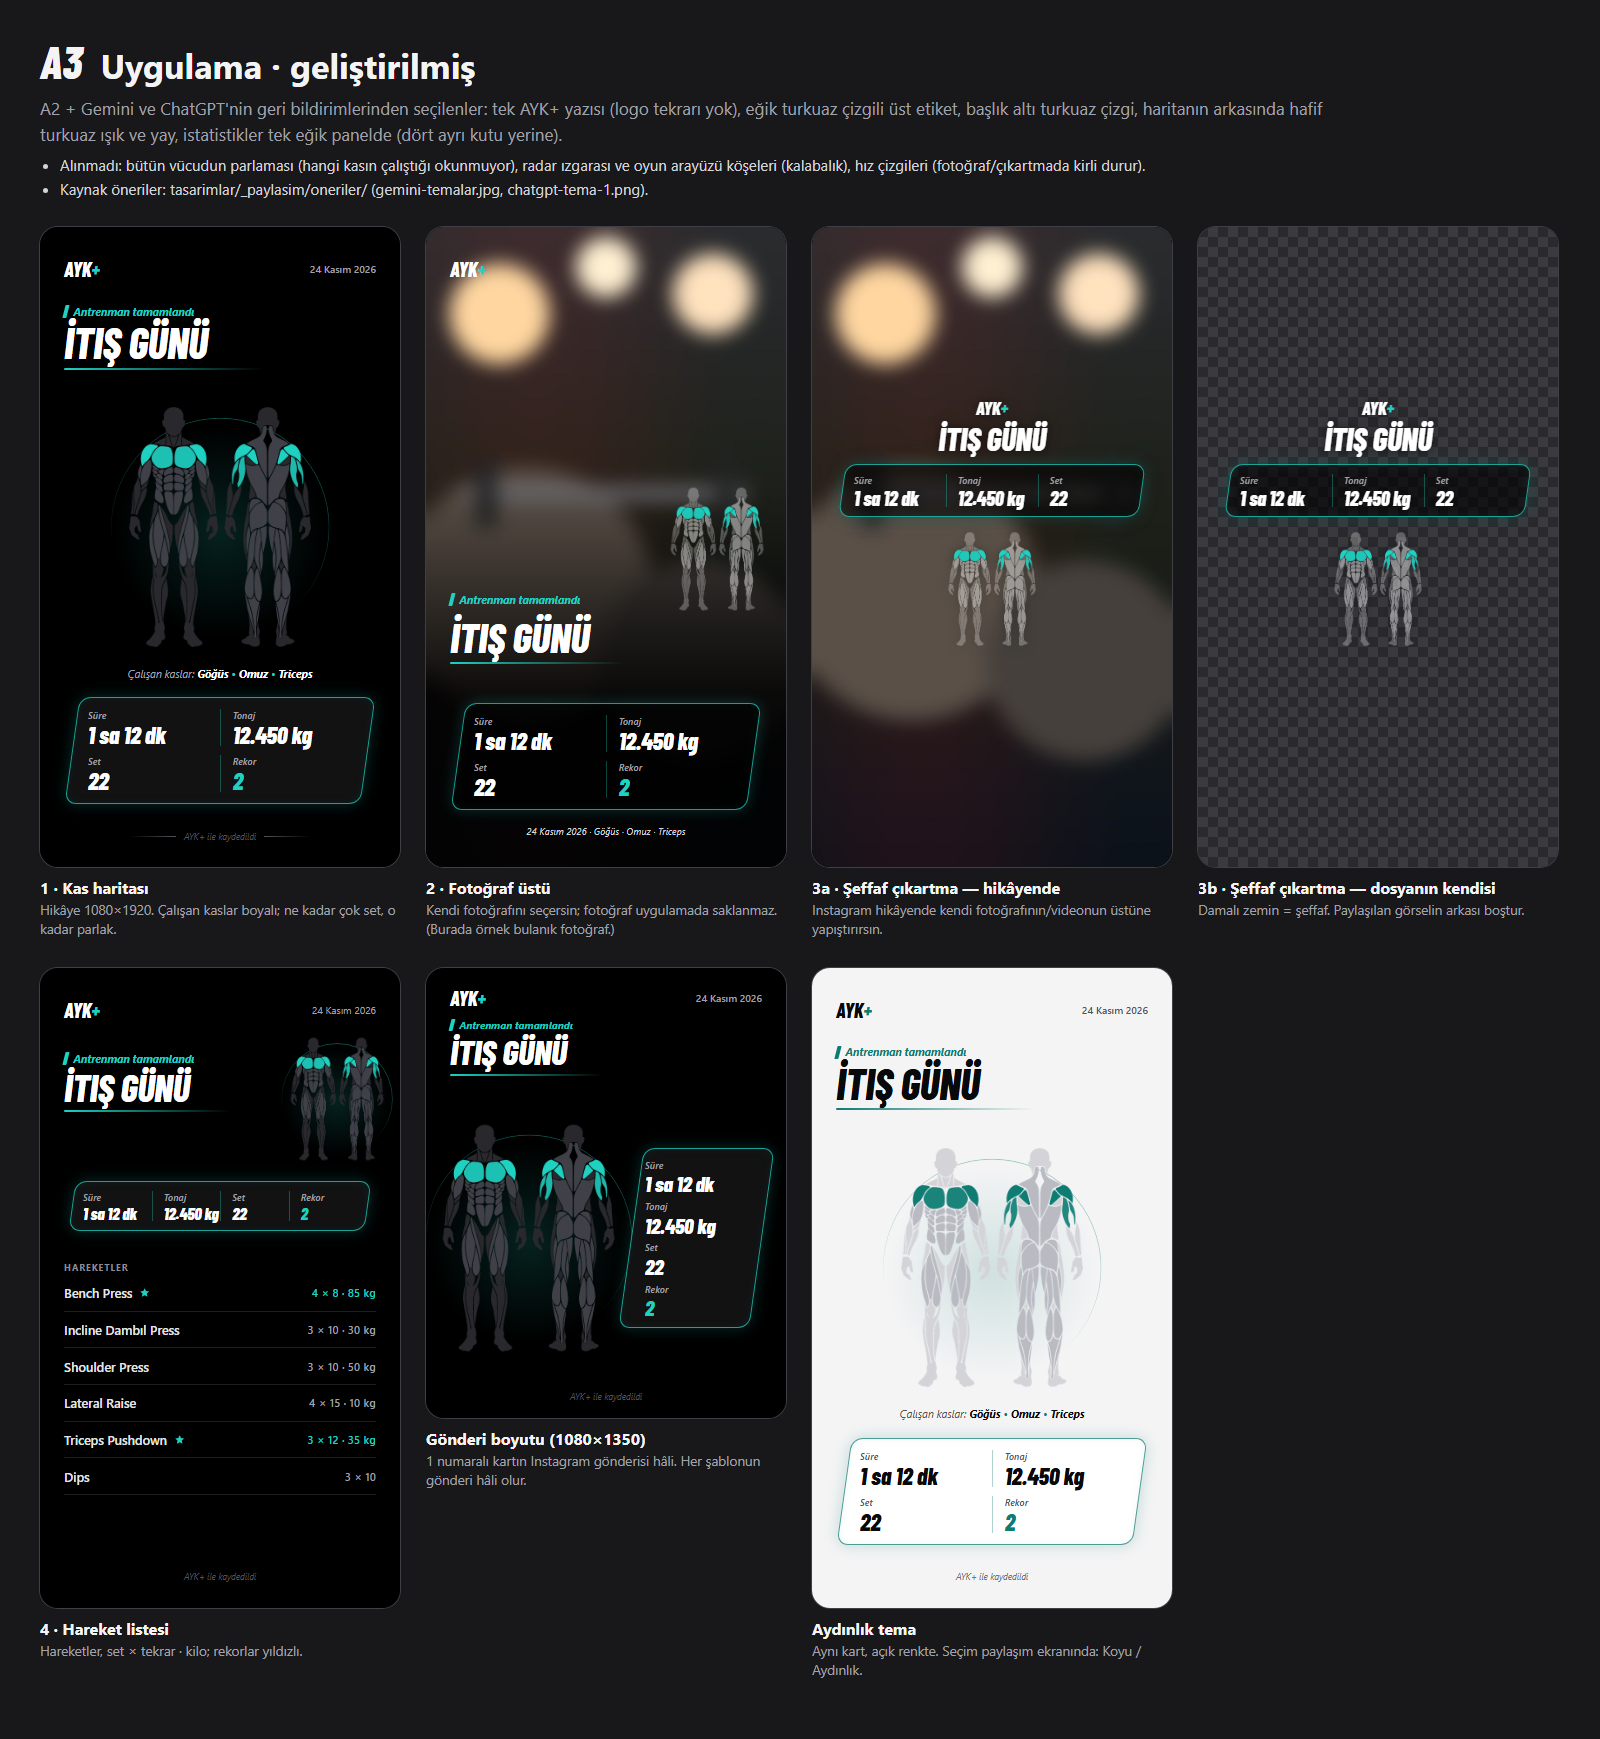 A3 Uygulama · geliştirilmiş
A2 + Gemini ve ChatGPT'nin geri bildirimlerinden seçilenler: tek AYK+ yazısı (logo tekrarı yok), eğik turkuaz çizgili üst etiket, başlık altı turkuaz çizgi, haritanın arkasında hafif
turkuaz ışık ve yay, istatistikler tek eğik panelde (dört ayrı kutu yerine).
• Alınmadı: bütün vücudun parlaması (hangi kasın çalıştığı okunmuyor), radar ızgarası ve oyun arayüzü köşeleri (kalabalık), hız çizgileri (fotoğraf/çıkartmada kirli durur).
• Kaynak öneriler: tasarimlar/_paylasim/oneriler/ (gemini-temalar.jpg, chatgpt-tema-1.png).
AYK+
24 Kasım 2026
Antrenman tamamlandı
İTİŞ GÜNÜ
Çalışan kaslar: Göğüs • Omuz • Triceps
Süre
1 sa 12 dk
Tonaj
12.450 kg
Set
22
Rekor
2
AYK+ ile kaydedildi
1 · Kas haritası
Hikâye 1080×1920. Çalışan kaslar boyalı; ne kadar çok set, o
kadar parlak.
AYK+
Antrenman tamamlandı
İTİŞ GÜNÜ
Süre
1 sa 12 dk
Tonaj
12.450 kg
Set
22
Rekor
2
24 Kasım 2026 · Göğüs · Omuz · Triceps
2 · Fotoğraf üstü
Kendi fotoğrafını seçersin; fotoğraf uygulamada saklanmaz.
(Burada örnek bulanık fotoğraf.)
AYK+
İTİŞ GÜNÜ
Süre
1 sa 12 dk
Tonaj
12.450 kg
Set
22
3a · Şeffaf çıkartma — hikâyende
Instagram hikâyende kendi fotoğrafının/videonun üstüne
yapıştırırsın.
AYK+
İTİŞ GÜNÜ
Süre
1 sa 12 dk
Tonaj
12.450 kg
Set
22
3b · Şeffaf çıkartma — dosyanın kendisi
Damalı zemin = şeffaf. Paylaşılan görselin arkası boştur.
AYK+
24 Kasım 2026
Antrenman tamamlandı
İTİŞ GÜNÜ
Süre
1 sa 12 dk
Tonaj
12.450 kg
Set
22
Rekor
2
HAREKETLER
Bench Press ★ 4 × 8 · 85 kg
Incline Dambıl Press 3 × 10 · 30 kg
Shoulder Press 3 × 10 · 50 kg
Lateral Raise 4 × 15 · 10 kg
Triceps Pushdown ★ 3 × 12 · 35 kg
Dips 3 × 10
AYK+ ile kaydedildi
4 · Hareket listesi
Hareketler, set × tekrar · kilo; rekorlar yıldızlı.
AYK+
24 Kasım 2026
Antrenman tamamlandı
İTİŞ GÜNÜ
Süre
1 sa 12 dk
Tonaj
12.450 kg
Set
22
Rekor
2
AYK+ ile kaydedildi
Gönderi boyutu (1080×1350)
1 numaralı kartın Instagram gönderisi hâli. Her şablonun
gönderi hâli olur.
AYK+
24 Kasım 2026
Antrenman tamamlandı
İTİŞ GÜNÜ
Çalışan kaslar: Göğüs • Omuz • Triceps
Süre
1 sa 12 dk
Tonaj
12.450 kg
Set
22
Rekor
2
AYK+ ile kaydedildi
Aydınlık tema
Aynı kart, açık renkte. Seçim paylaşım ekranında: Koyu /
Aydınlık.